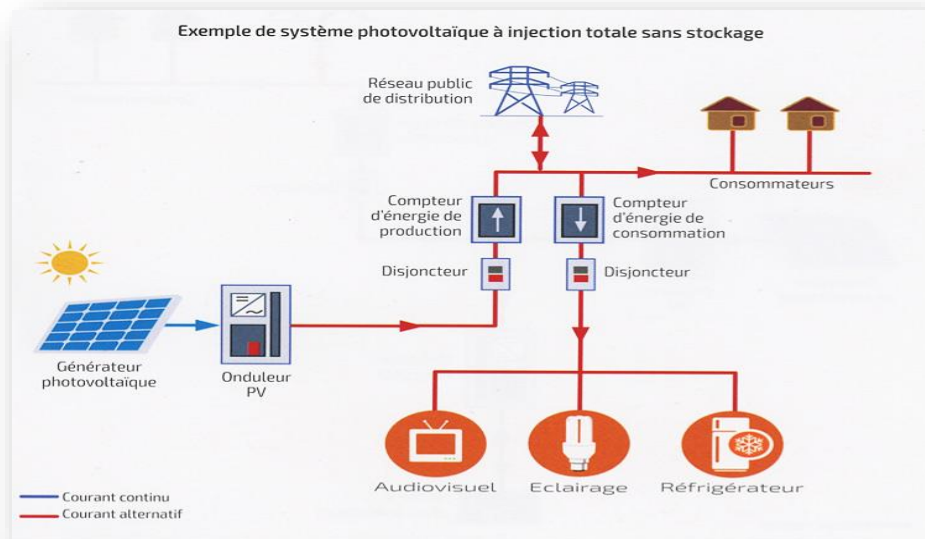 Exemple de système photovoltaïque à injection totale sans stockage
Réseau public
de distribution
Consommateurs
Compteur
d'énergie de
production
Compteur
d'énergie de
consommation
Disjoncteur
Disjoncteur
Générateur
photovoltaïque
Onduleur
PV
Audiovisuel
Eclairage
Réfrigérateur
Courant continu
Courant alternatif